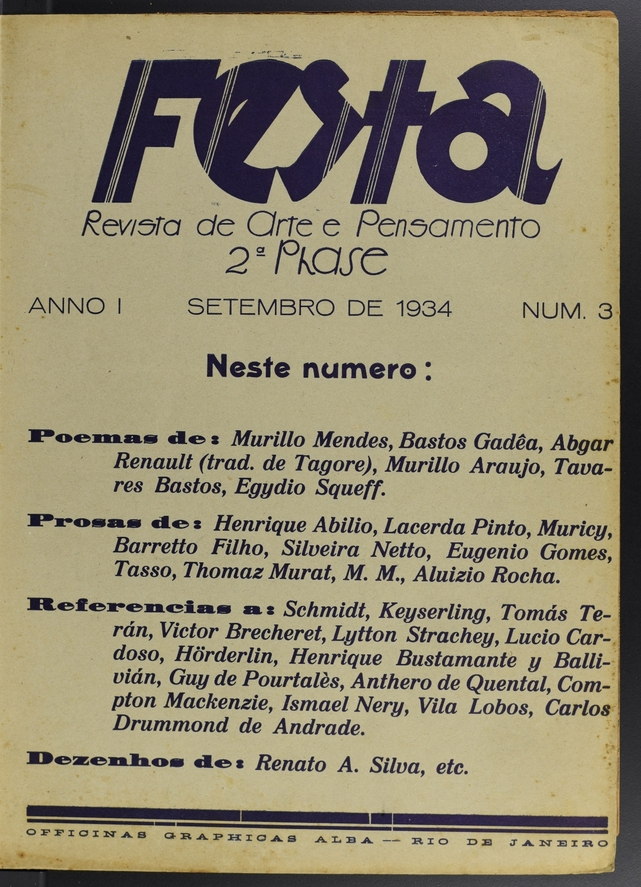 Festa
Revista de Arte e Pensamento
2ª Phase
ANNO I SETEMBRO DE 1934 NUM. 3
Neste numero:
Poemas de: Murillo Mendes, Bastos Gadêa, Abgar
Renault (trad. de Tagore), Murillo Araujo, Tava-
res Bastos, Egydio Squeff.
Prosas de: Henrique Abilio, Lacerda Pinto, Muricy,
Barretto Filho, Silveira Netto, Eugenio Gomes,
Tasso, Thomaz Murat, M. M., Aluizio Rocha.
Referencias a: Schmidt, Keyserling, Tomás Te-
rán, Victor Brecheret, Lytton Strachey, Lucio Car-
doso, Hörderlin, Henrique Bustamante y Balli-
vián, Guy de Pourtalès, Anthero de Quental, Com-
pton Mackenzie, Ismael Nery, Vila Lobos, Carlos
Drummond de Andrade.
Dezenhos de: Renato A. Silva, etc.
OFFICINAS GRAPHICAS ALBA — RIO DE JANEIRO